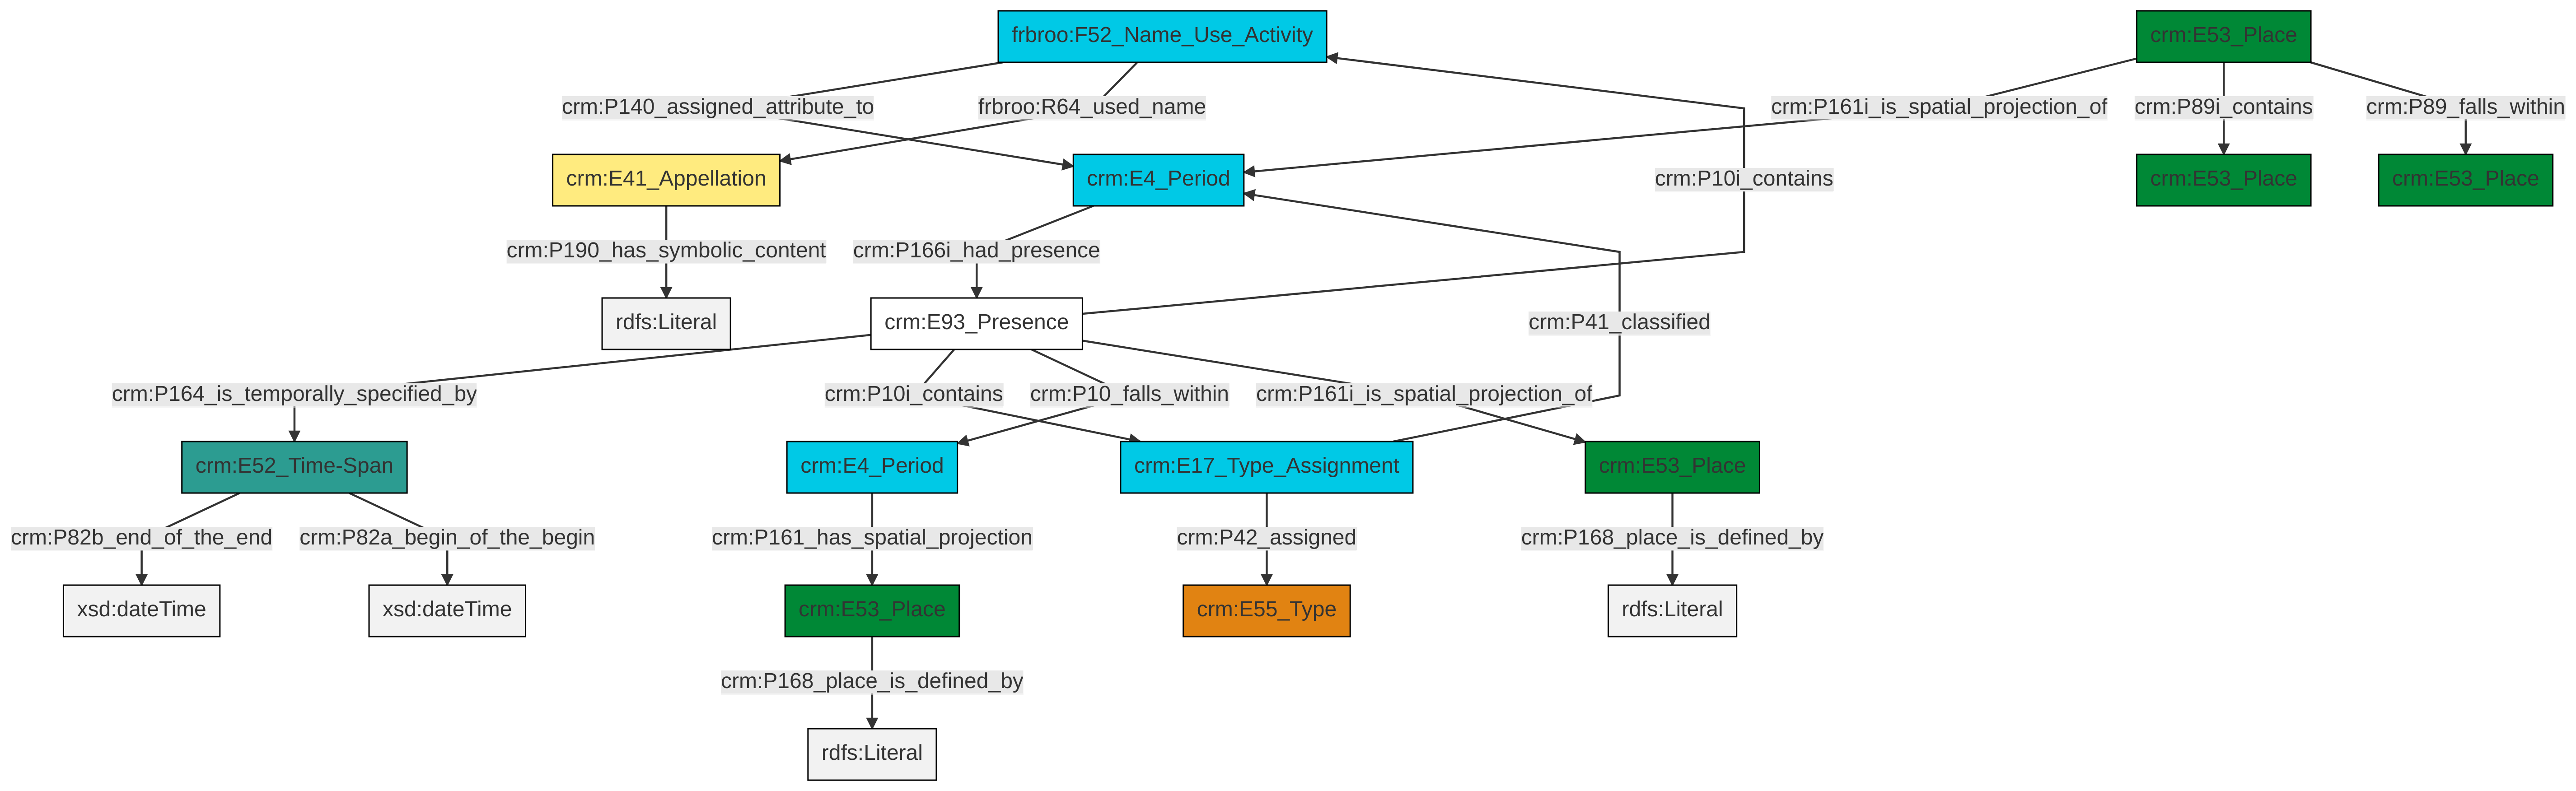 frbroo:F52_Name_Use_Activity
crm:E53_Place
crm:P140_assigned_attribute_to
frbroo:R64_used_name
crm:P161i_is_spatial_projection_of
crm:P89i_contains
crm:P89_falls_within
crm:E41_Appellation
crm:E4_Period
crm:P10i_contains
crm:E53_Place
crm:E53_Place
crm:P190_has_symbolic_content
crm:P166i_had_presence
rdfs:Literal
crm:E93_Presence
crm:P41_classified
crm:P164_is_temporally_specified_by
crm:P10i_contains
crm:P10_falls_within
crm:P161i_is_spatial_projection_of
crm:E52_Time-Span
crm:E4_Period
crm:E17_Type_Assignment
crm:E53_Place
crm:P82b_end_of_the_end
crm:P82a_begin_of_the_begin
crm:P161_has_spatial_projection
crm:P42_assigned
crm:P168_place_is_defined_by
xsd:dateTime
xsd:dateTime
crm:E53_Place
crm:E55_Type
rdfs:Literal
crm:P168_place_is_defined_by
rdfs:Literal